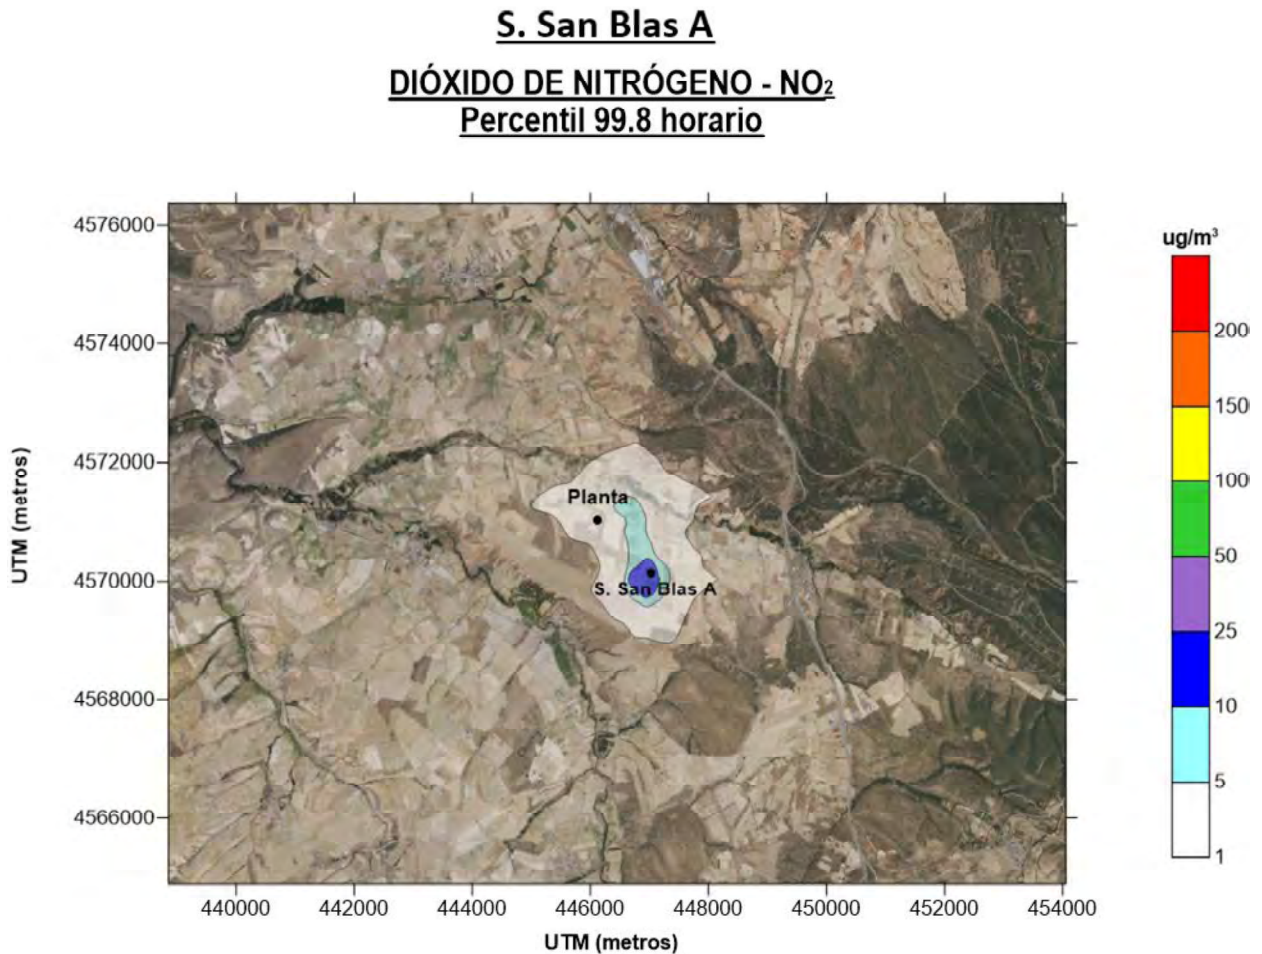 S. San Blas A
DIÓXIDO DE NITRÓGENO - NO₂
Percentil 99.8 horario
ug/m³
200
150
100
50
25
10
5
1
UTM (metros)
4576000
4574000
4572000
4570000
4568000
4566000
Planta
S. San Blas A
440000 442000 444000 446000 448000 450000 452000 454000
UTM (metros)